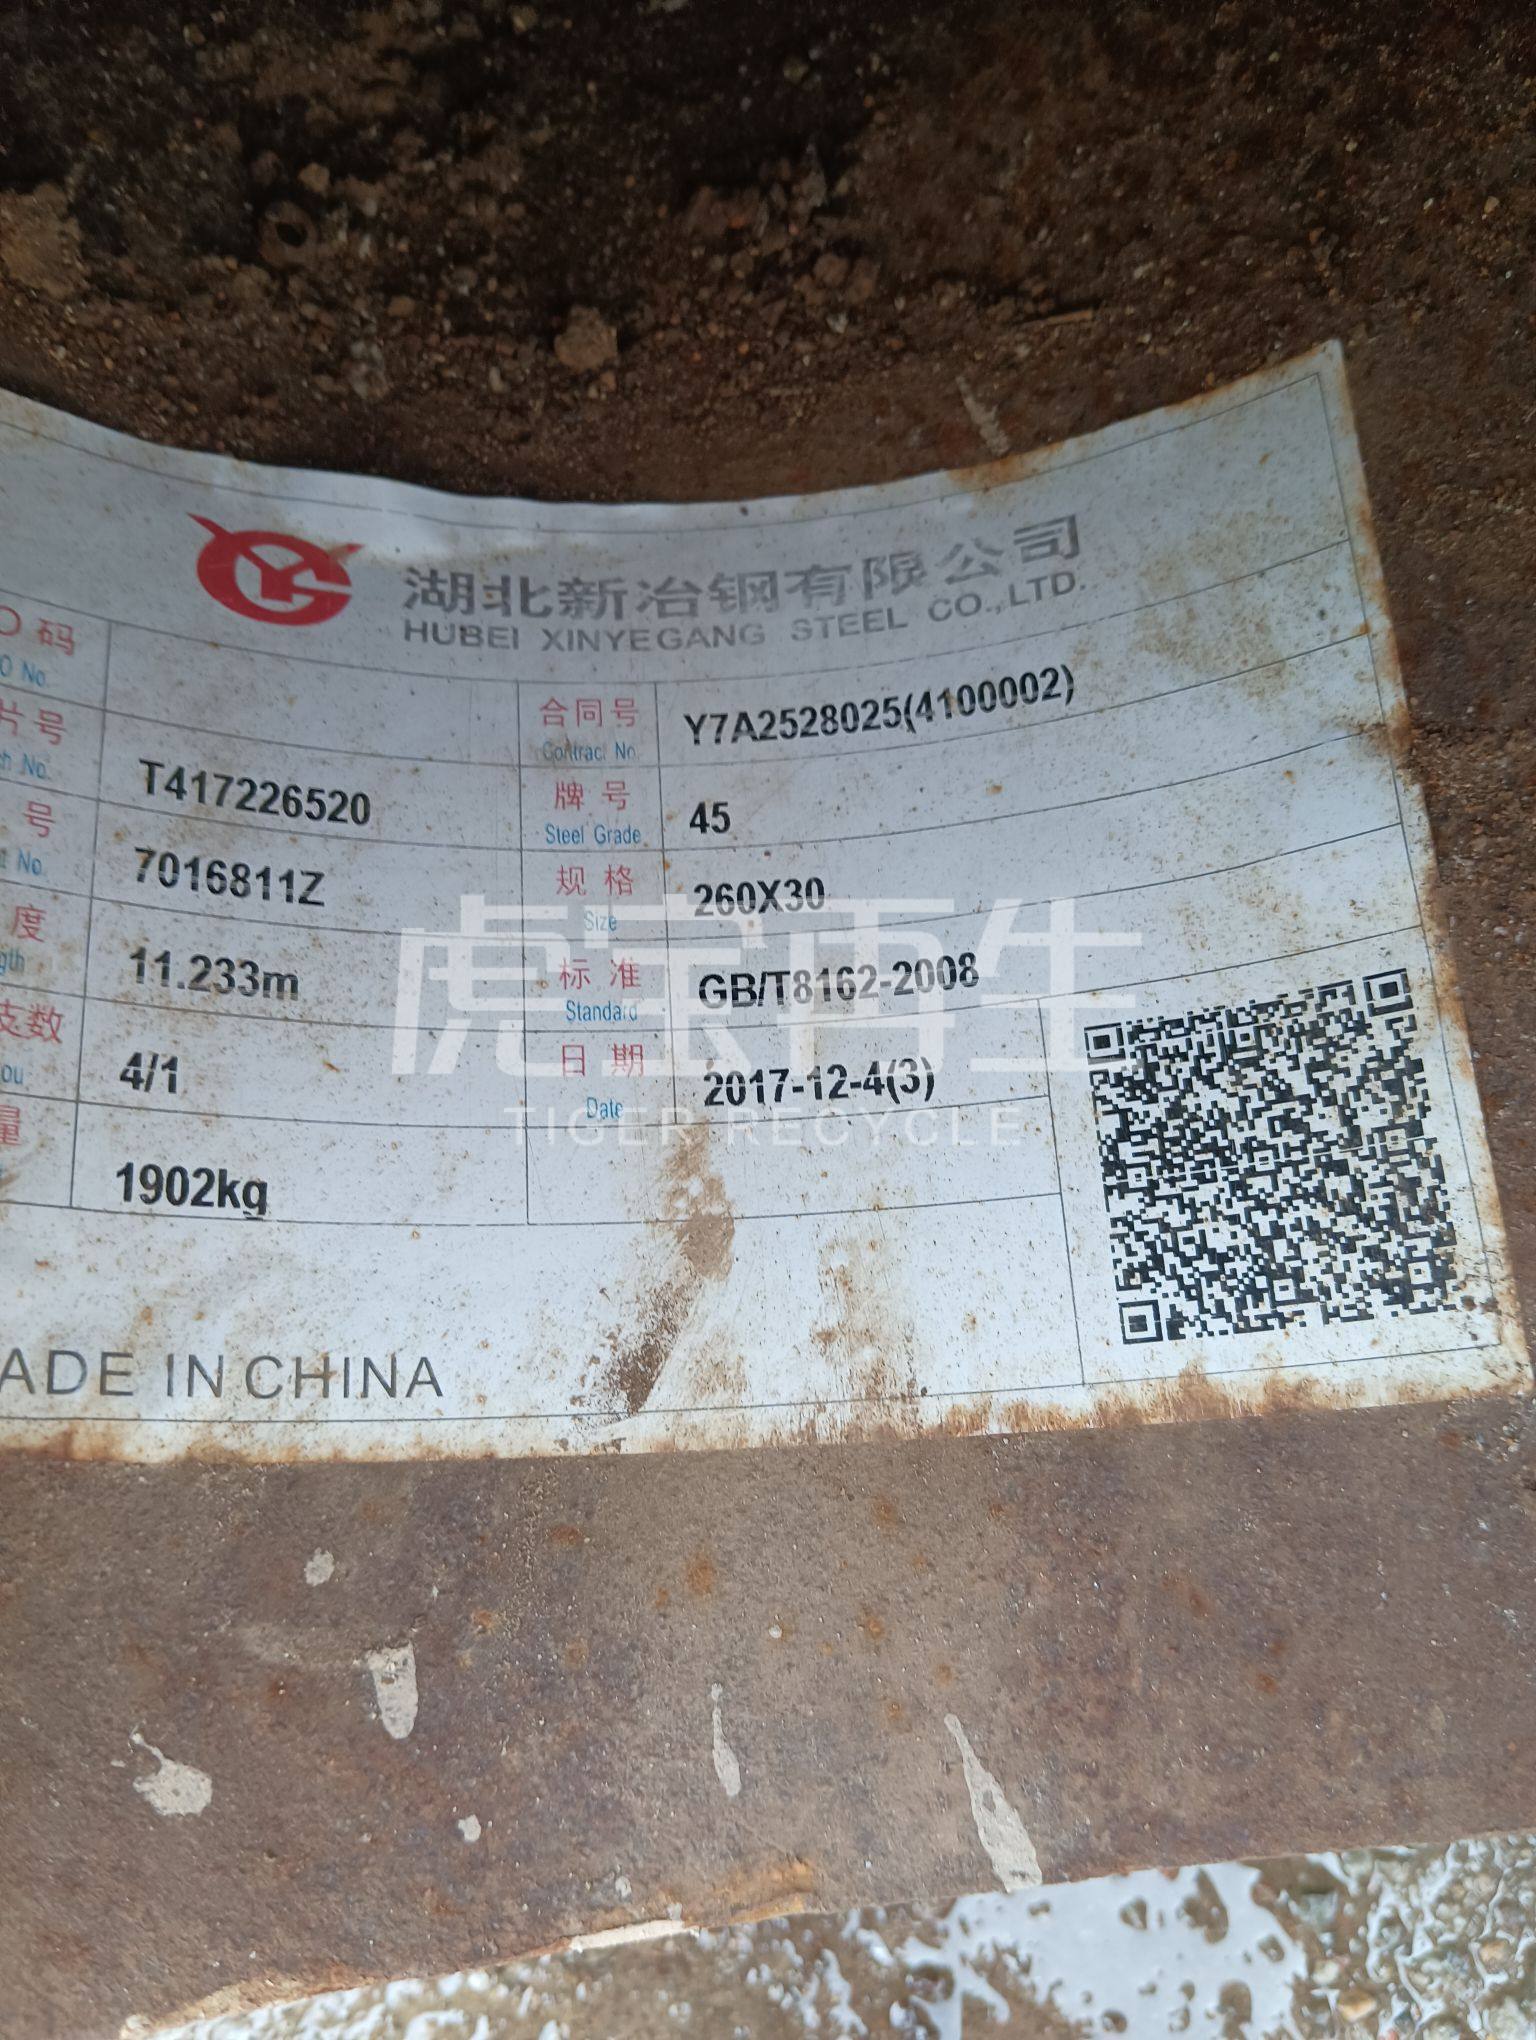 湖北新冶钢有限公司
HUBEI XINYEGANG STEEL CO.,LTD.
码
No.
合同号
Contrac. No.
Y7A2528025(4100002)
片号
No.
T417226520
牌 号
Steel Grade
45
号
No.
7016811Z
规 格
Size
260X30
度
11.233m
标 准
Standard
GB/T8162-2008
支数
4/1
日 期
Date
2017-12-4(3)
量
1902kg
ADE IN CHINA
虎宝再生
TIGER RECYCLE